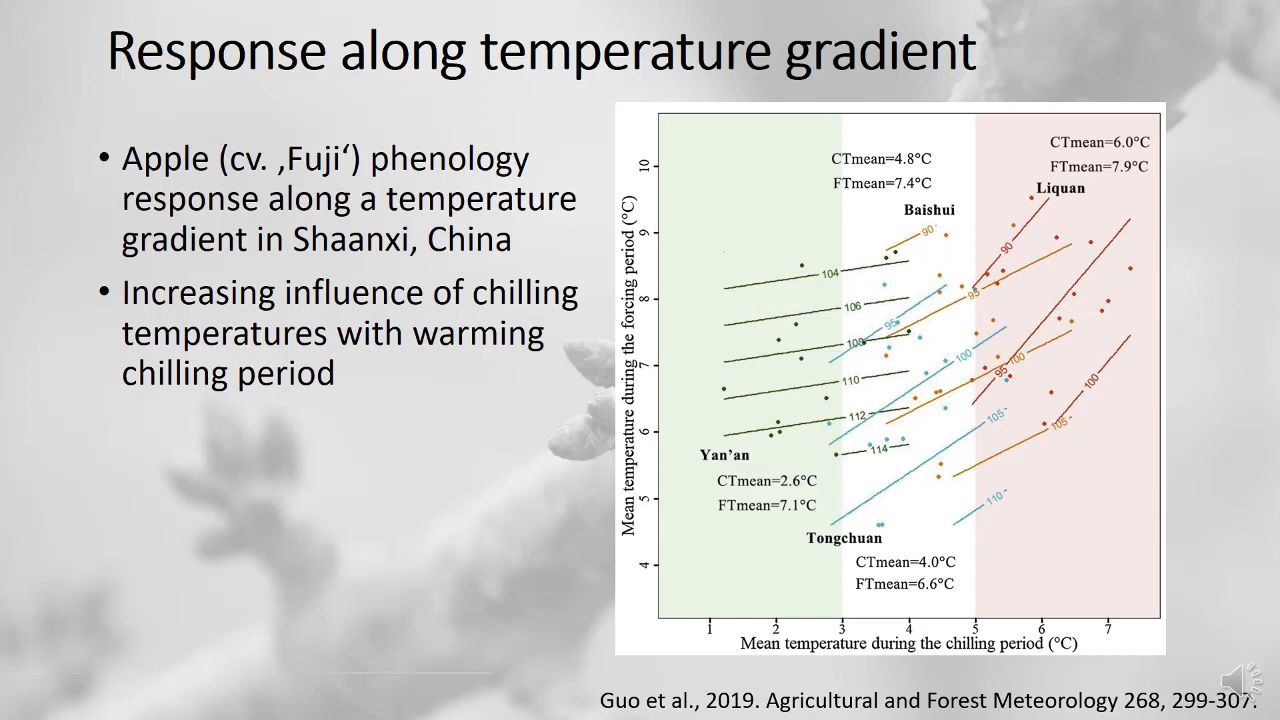 Response along temperature gradient
• Apple (cv. ‚Fuji‘) phenology
response along a temperature
gradient in Shaanxi, China
• Increasing influence of chilling
temperatures with warming
chilling period
CTmean=6.0°C
FTmean=7.9°C
Liquan
CTmean=4.8°C
FTmean=7.4°C
Baishui
90
90
104
95
106
95
108
100
100
110
95
100
112
105
105
114
110
Yan’an
CTmean=2.6°C
FTmean=7.1°C
Tongchuan
CTmean=4.0°C
FTmean=6.6°C
Mean temperature during the forcing period (°C)
10
9
8
7
6
5
4
1 2 3 4 5 6 7
Mean temperature during the chilling period (°C)
Guo et al., 2019. Agricultural and Forest Meteorology 268, 299-307.